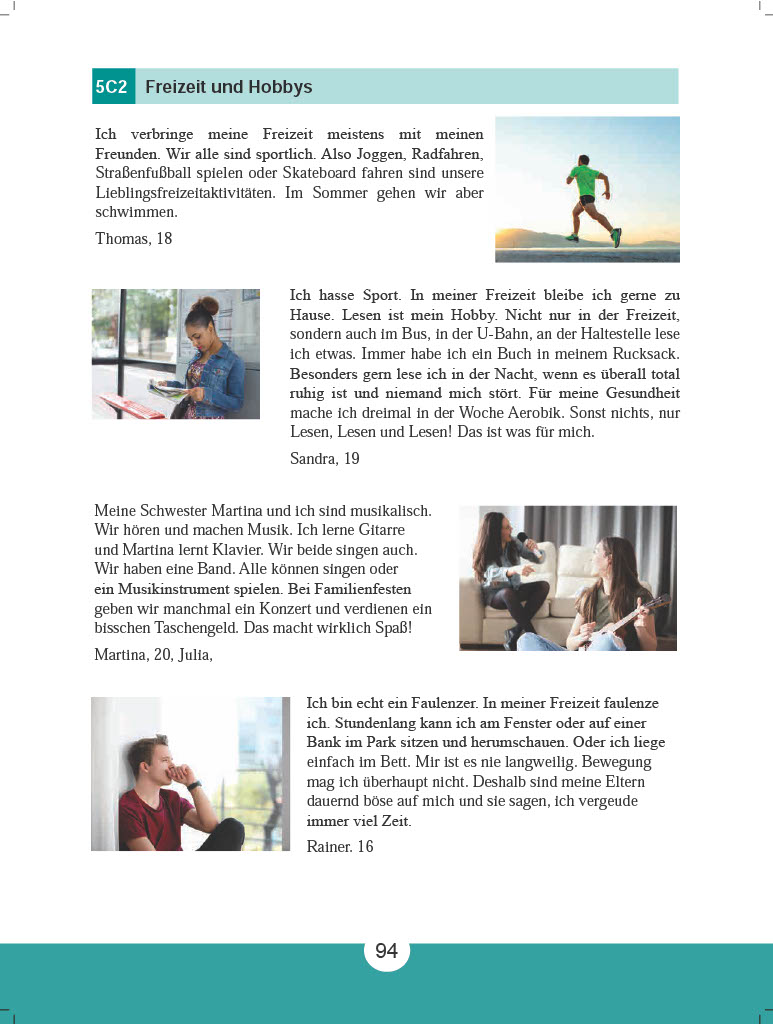 5C2 Freizeit und Hobbys
Ich verbringe meine Freizeit meistens mit meinen
Freunden. Wir alle sind sportlich. Also Joggen, Radfahren,
Straßenfußball spielen oder Skateboard fahren sind unsere
Lieblingsfreizeitaktivitäten. Im Sommer gehen wir aber
schwimmen.
Thomas, 18
Ich hasse Sport. In meiner Freizeit bleibe ich gerne zu
Hause. Lesen ist mein Hobby. Nicht nur in der Freizeit,
sondern auch im Bus, in der U-Bahn, an der Haltestelle lese
ich etwas. Immer habe ich ein Buch in meinem Rucksack.
Besonders gern lese ich in der Nacht, wenn es überall total
ruhig ist und niemand mich stört. Für meine Gesundheit
mache ich dreimal in der Woche Aerobik. Sonst nichts, nur
Lesen, Lesen und Lesen! Das ist was für mich.
Sandra, 19
Meine Schwester Martina und ich sind musikalisch.
Wir hören und machen Musik. Ich lerne Gitarre
und Martina lernt Klavier. Wir beide singen auch.
Wir haben eine Band. Alle können singen oder
ein Musikinstrument spielen. Bei Familienfesten
geben wir manchmal ein Konzert und verdienen ein
bisschen Taschengeld. Das macht wirklich Spaß!
Martina, 20, Julia,
Ich bin echt ein Faulenzer. In meiner Freizeit faulenze
ich. Stundenlang kann ich am Fenster oder auf einer
Bank im Park sitzen und herumschauen. Oder ich liege
einfach im Bett. Mir ist es nie langweilig. Bewegung
mag ich überhaupt nicht. Deshalb sind meine Eltern
dauernd böse auf mich und sie sagen, ich vergeude
immer viel Zeit.
Rainer. 16
94